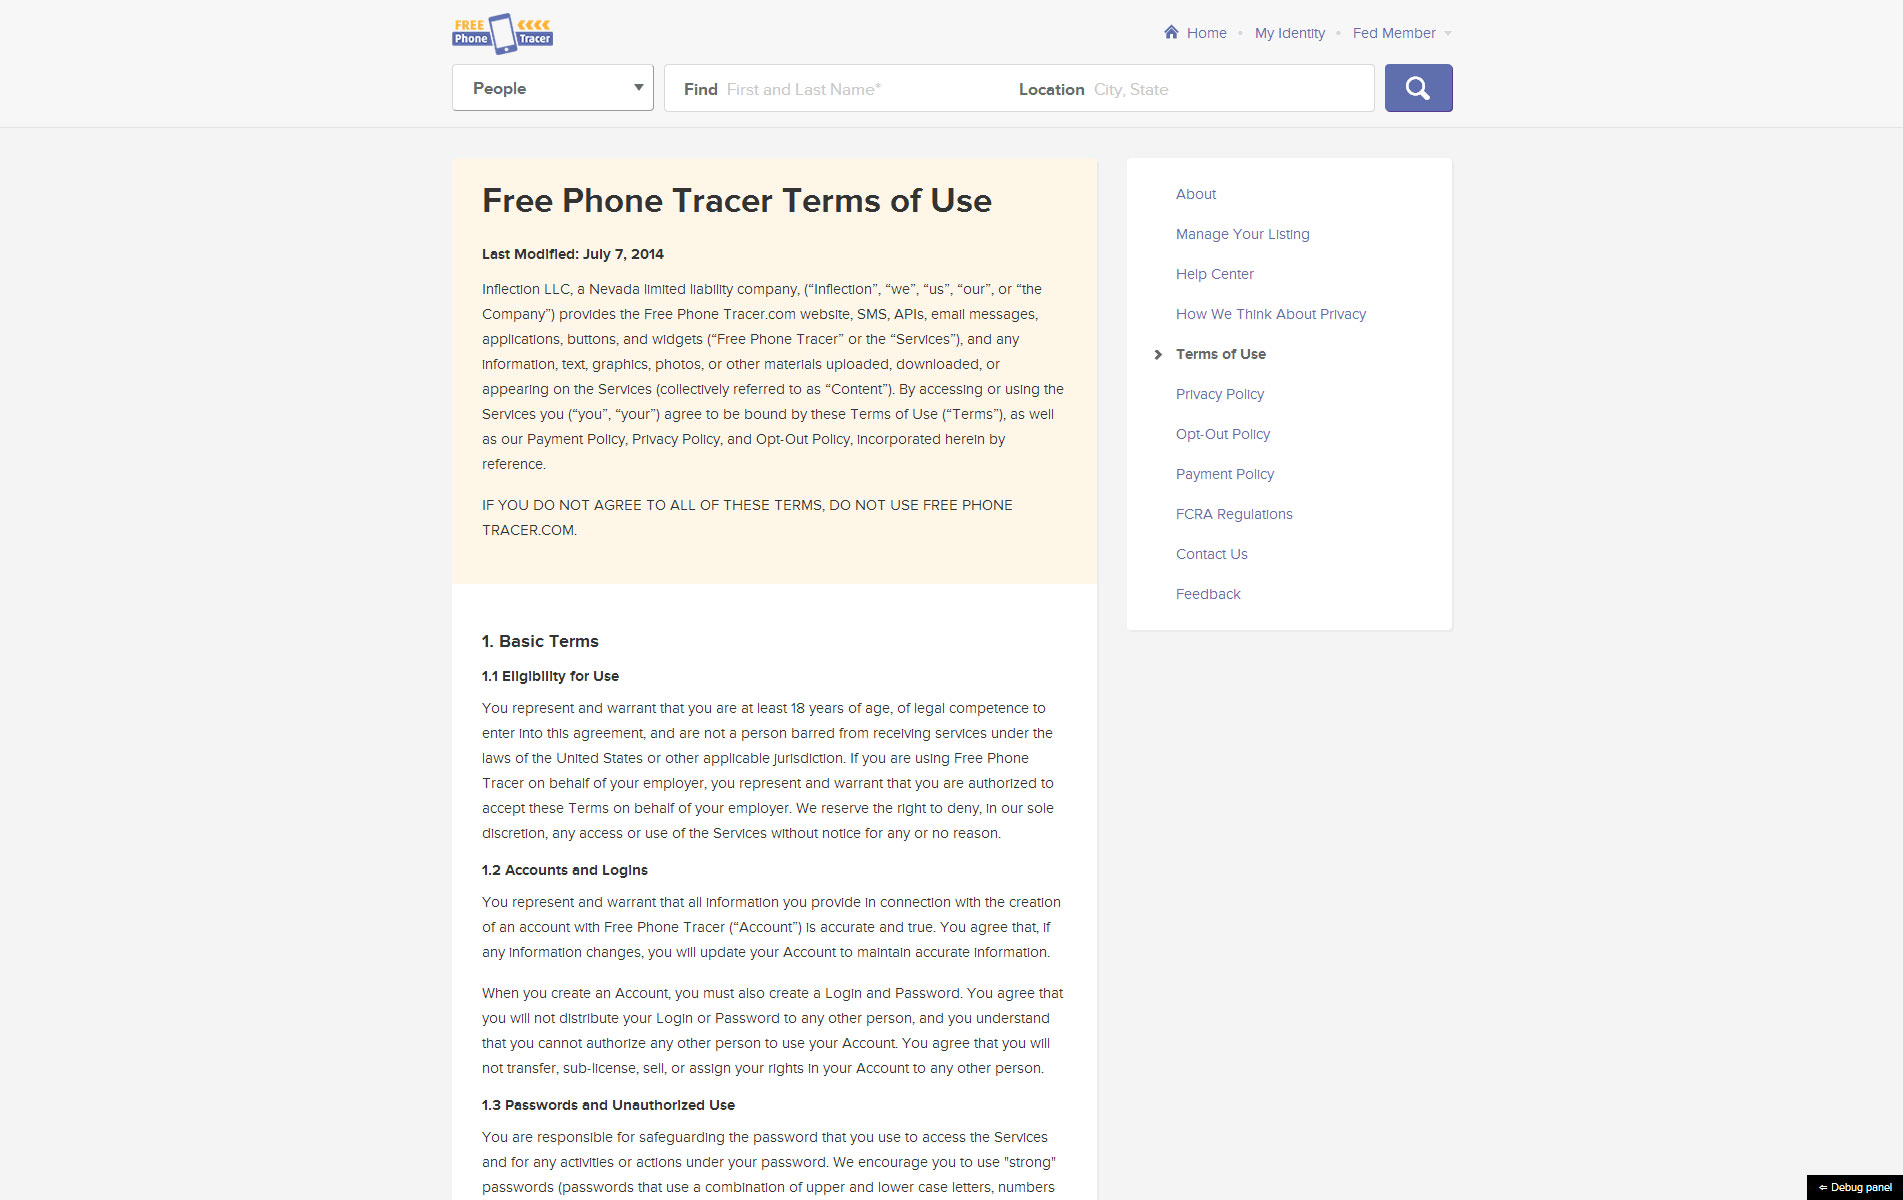 FREE
Phone Tracer
Home • My Identity • Fed Member
People
Find First and Last Name*
Location City, State
Free Phone Tracer Terms of Use
Last Modified: July 7, 2014
Inflection LLC, a Nevada limited liability company, (“Inflection”, “we”, “us”, “our”, or “the
Company”) provides the Free Phone Tracer.com website, SMS, APIs, email messages,
applications, buttons, and widgets (“Free Phone Tracer” or the “Services”), and any
information, text, graphics, photos, or other materials uploaded, downloaded, or
appearing on the Services (collectively referred to as “Content”). By accessing or using the
Services you (“you”, “your”) agree to be bound by these Terms of Use (“Terms”), as well
as our Payment Policy, Privacy Policy, and Opt-Out Policy, incorporated herein by
reference.
IF YOU DO NOT AGREE TO ALL OF THESE TERMS, DO NOT USE FREE PHONE
TRACER.COM.
1. Basic Terms
1.1 Eligibility for Use
You represent and warrant that you are at least 18 years of age, of legal competence to
enter into this agreement, and are not a person barred from receiving services under the
laws of the United States or other applicable jurisdiction. If you are using Free Phone
Tracer on behalf of your employer, you represent and warrant that you are authorized to
accept these Terms on behalf of your employer. We reserve the right to deny, in our sole
discretion, any access or use of the Services without notice for any or no reason.
1.2 Accounts and Logins
You represent and warrant that all information you provide in connection with the creation
of an account with Free Phone Tracer (“Account”) is accurate and true. You agree that, if
any information changes, you will update your Account to maintain accurate information.
When you create an Account, you must also create a Login and Password. You agree that
you will not distribute your Login or Password to any other person, and you understand
that you cannot authorize any other person to use your Account. You agree that you will
not transfer, sub-license, sell, or assign your rights in your Account to any other person.
1.3 Passwords and Unauthorized Use
You are responsible for safeguarding the password that you use to access the Services
and for any activities or actions under your password. We encourage you to use "strong"
passwords (passwords that use a combination of upper and lower case letters, numbers
About
Manage Your Listing
Help Center
How We Think About Privacy
Terms of Use
Privacy Policy
Opt-Out Policy
Payment Policy
FCRA Regulations
Contact Us
Feedback
⇐ Debug panel